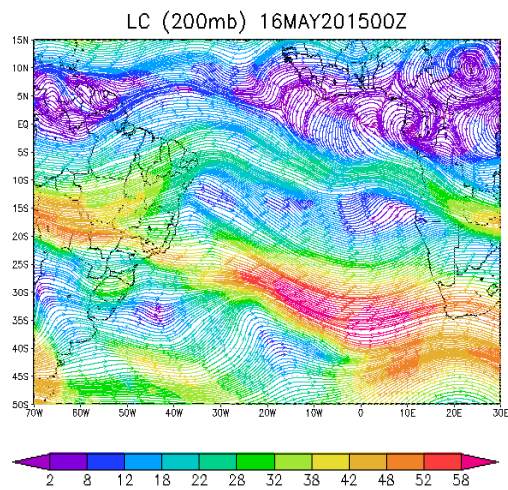 LC (200mb) 16MAY201500Z
15N
10N
5N
EQ
5S
10S
15S
20S
25S
30S
35S
40S
45S
50S
70W 60W 50W 40W 30W 20W 10W 0 10E 20E 30E
2 8 12 18 22 28 32 38 42 48 52 58